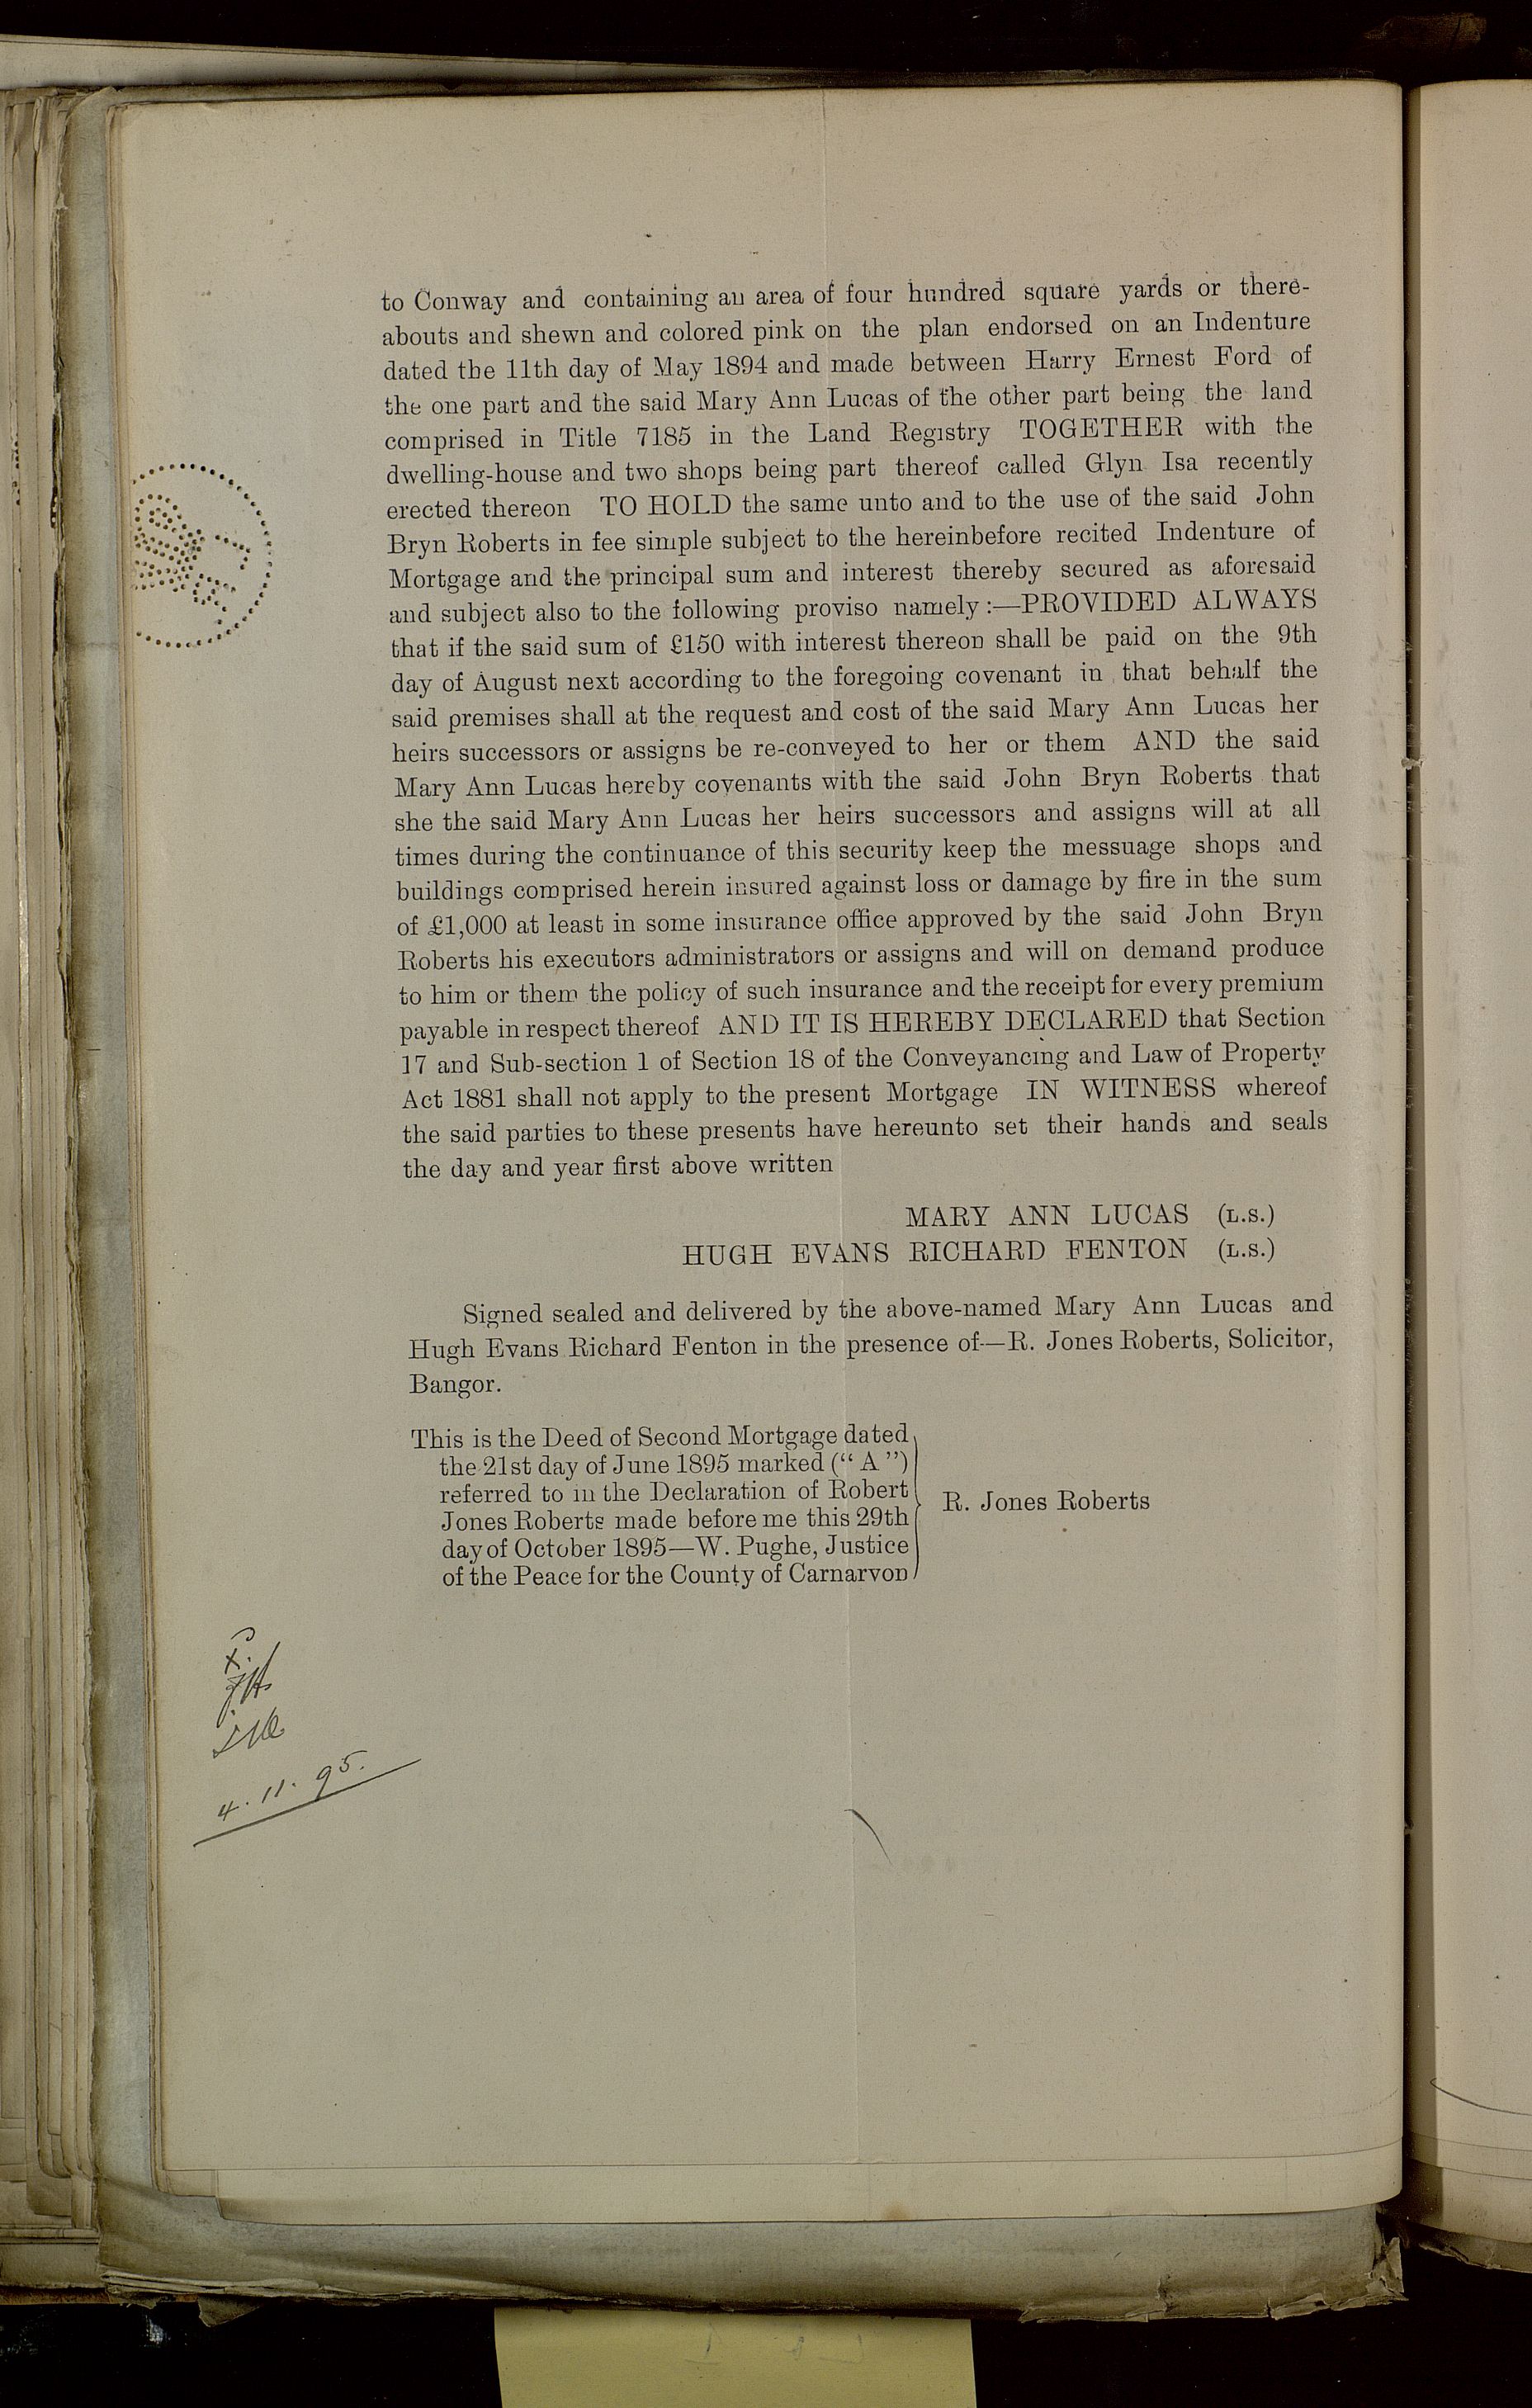 to Conway and containing an area of four hundred square yards or there-
abouts and shewn and colored pink on the plan endorsed on an Indenture
dated the 11th day of May 1894 and made between Harry Ernest Ford of
the one part and the said Mary Ann Lucas of the other part being the land
comprised in Title 7185 in the Land Registry TOGETHER with the
dwelling-house and two shops being part thereof called Glyn Isa recently
erected thereon TO HOLD the same unto and to the use of the said John
Bryn Roberts in fee simple subject to the hereinbefore recited Indenture of
Mortgage and the principal sum and interest thereby secured as aforesaid
and subject also to the following proviso namely :—PROVIDED ALWAYS
that if the said sum of £150 with interest thereon shall be paid on the 9th
day of August next according to the foregoing covenant in that behalf the
said premises shall at the request and cost of the said Mary Ann Lucas her
heirs successors or assigns be re-conveyed to her or them AND the said
Mary Ann Lucas hereby covenants with the said John Bryn Roberts that
she the said Mary Ann Lucas her heirs successors and assigns will at all
times during the continuance of this security keep the messuage shops and
buildings comprised herein insured against loss or damage by fire in the sum
of £1,000 at least in some insurance office approved by the said John Bryn
Roberts his executors administrators or assigns and will on demand produce
to him or them the policy of such insurance and the receipt for every premium
payable in respect thereof AND IT IS HEREBY DECLARED that Section
17 and Sub-section 1 of Section 18 of the Conveyancing and Law of Property
Act 1881 shall not apply to the present Mortgage IN WITNESS whereof
the said parties to these presents have hereunto set their hands and seals
the day and year first above written
MARY ANN LUCAS (L.S.)
HUGH EVANS RICHARD FENTON (L.S.)
Signed sealed and delivered by the above-named Mary Ann Lucas and
Hugh Evans Richard Fenton in the presence of—R. Jones Roberts, Solicitor,
Bangor.
This is the Deed of Second Mortgage dated
the 21st day of June 1895 marked (“ A ”)
referred to in the Declaration of Robert
Jones Roberts made before me this 29th
day of October 1895—W. Pughe, Justice
of the Peace for the County of Carnarvon
R. Jones Roberts
4. 11. 95.